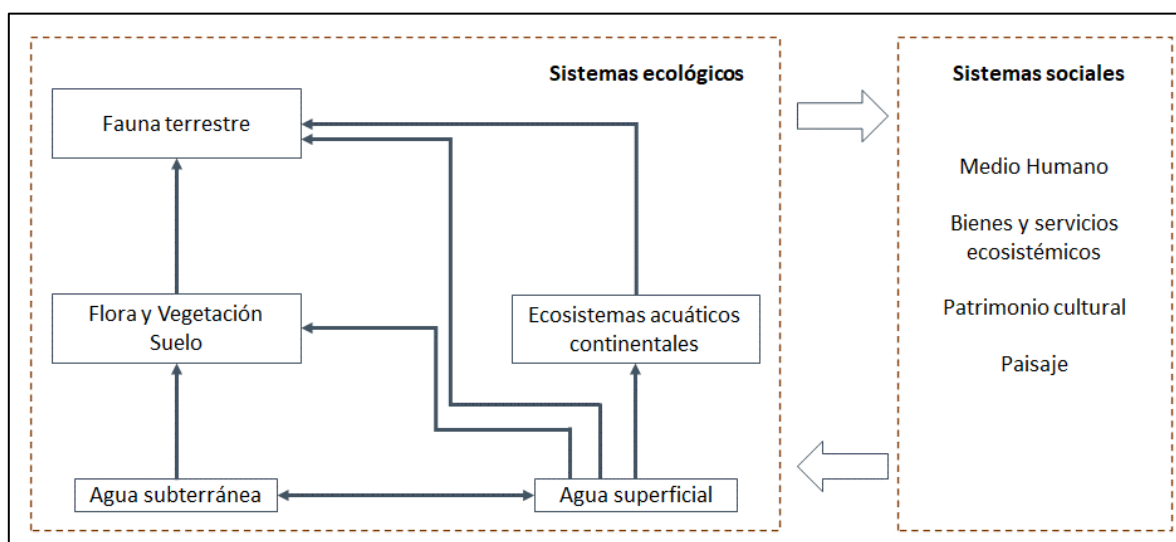 Sistemas ecológicos
Fauna terrestre
Flora y Vegetación
Suelo
Ecosistemas acuáticos
continentales
Agua subterránea
Agua superficial
Sistemas sociales
Medio Humano
Bienes y servicios
ecosistémicos
Patrimonio cultural
Paisaje